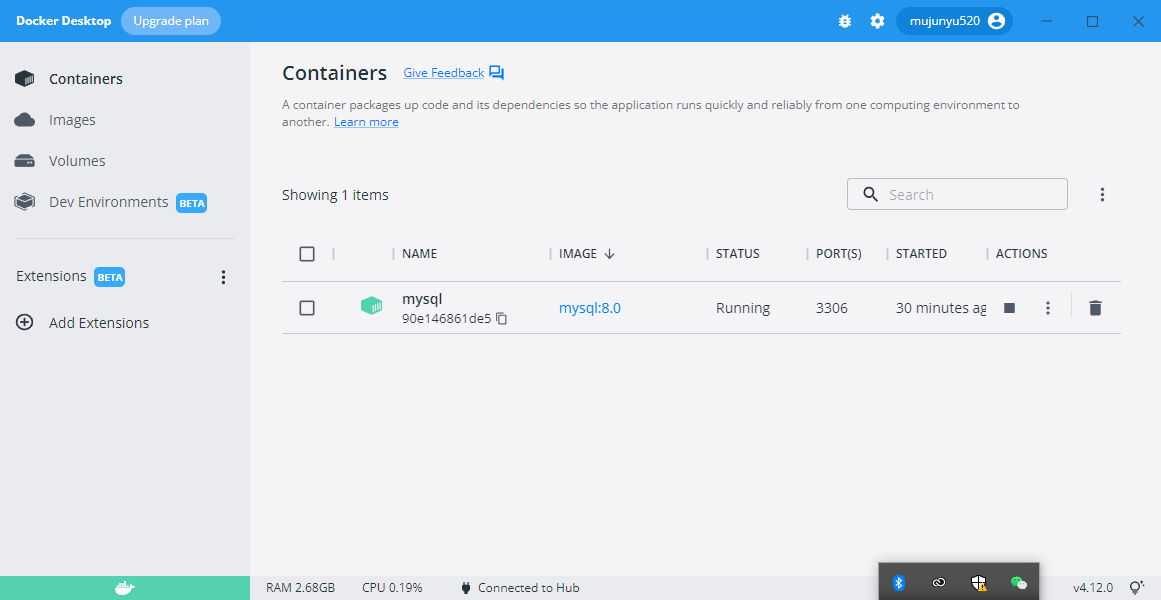 Docker Desktop Upgrade plan mujunyu520
Containers
Images
Volumes
Dev Environments BETA
Extensions BETA
Add Extensions
Containers Give Feedback
A container packages up code and its dependencies so the application runs quickly and reliably from one computing environment to
another. Learn more
Showing 1 items Search
NAME IMAGE STATUS PORT(S) STARTED ACTIONS
mysql
90e146861de5 mysql:8.0 Running 3306 30 minutes ag
RAM 2.68GB CPU 0.19% Connected to Hub v4.12.0